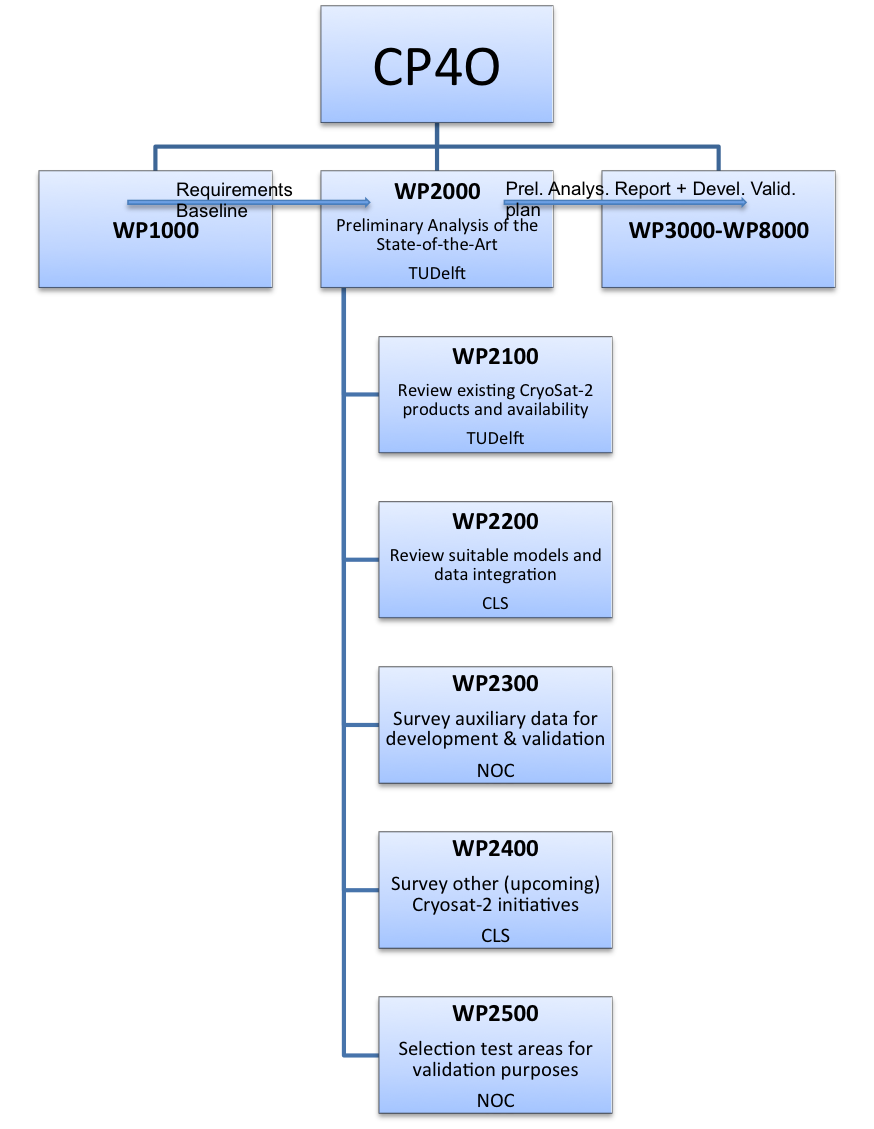 CP4O
Requirements
Baseline
WP1000
WP2000
Preliminary Analysis of the
State-of-the-Art
TUDelft
Prel. Analys. Report + Devel. Valid.
plan
WP3000-WP8000
WP2100
Review existing CryoSat-2
products and availability
TUDelft
WP2200
Review suitable models and
data integration
CLS
WP2300
Survey auxiliary data for
development & validation
NOC
WP2400
Survey other (upcoming)
Cryosat-2 initiatives
CLS
WP2500
Selection test areas for
validation purposes
NOC